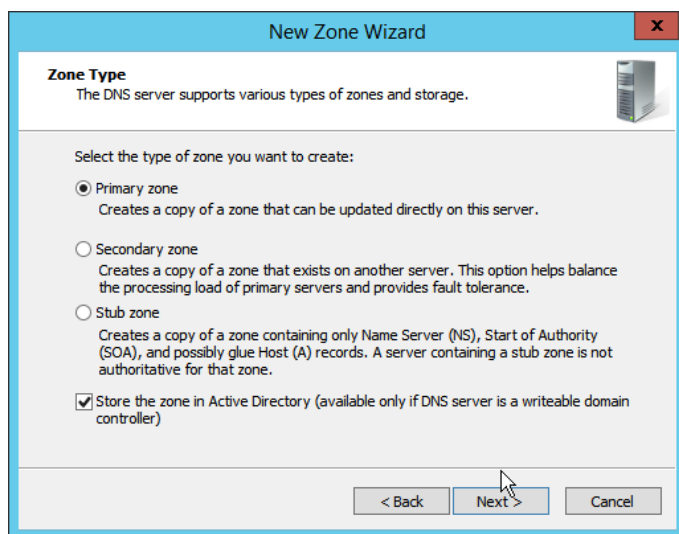 New Zone Wizard
x
Zone Type
The DNS server supports various types of zones and storage.
Select the type of zone you want to create:
Primary zone
Creates a copy of a zone that can be updated directly on this server.
Secondary zone
Creates a copy of a zone that exists on another server. This option helps balance
the processing load of primary servers and provides fault tolerance.
Stub zone
Creates a copy of a zone containing only Name Server (NS), Start of Authority
(SOA), and possibly glue Host (A) records. A server containing a stub zone is not
authoritative for that zone.
Store the zone in Active Directory (available only if DNS server is a writeable domain
controller)
< Back
Next >
Cancel